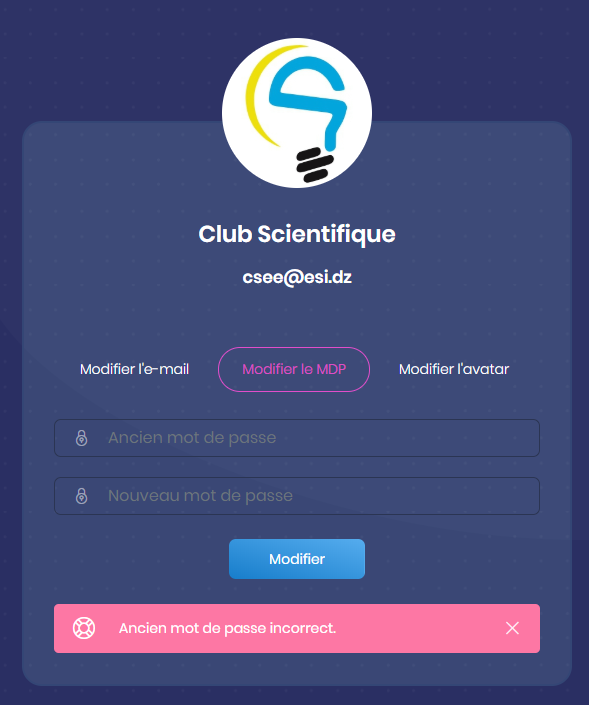 Club Scientifique
csee@esi.dz
Modifier l'e-mail Modifier le MDP Modifier l'avatar
Ancien mot de passe
Nouveau mot de passe
Modifier
Ancien mot de passe incorrect.